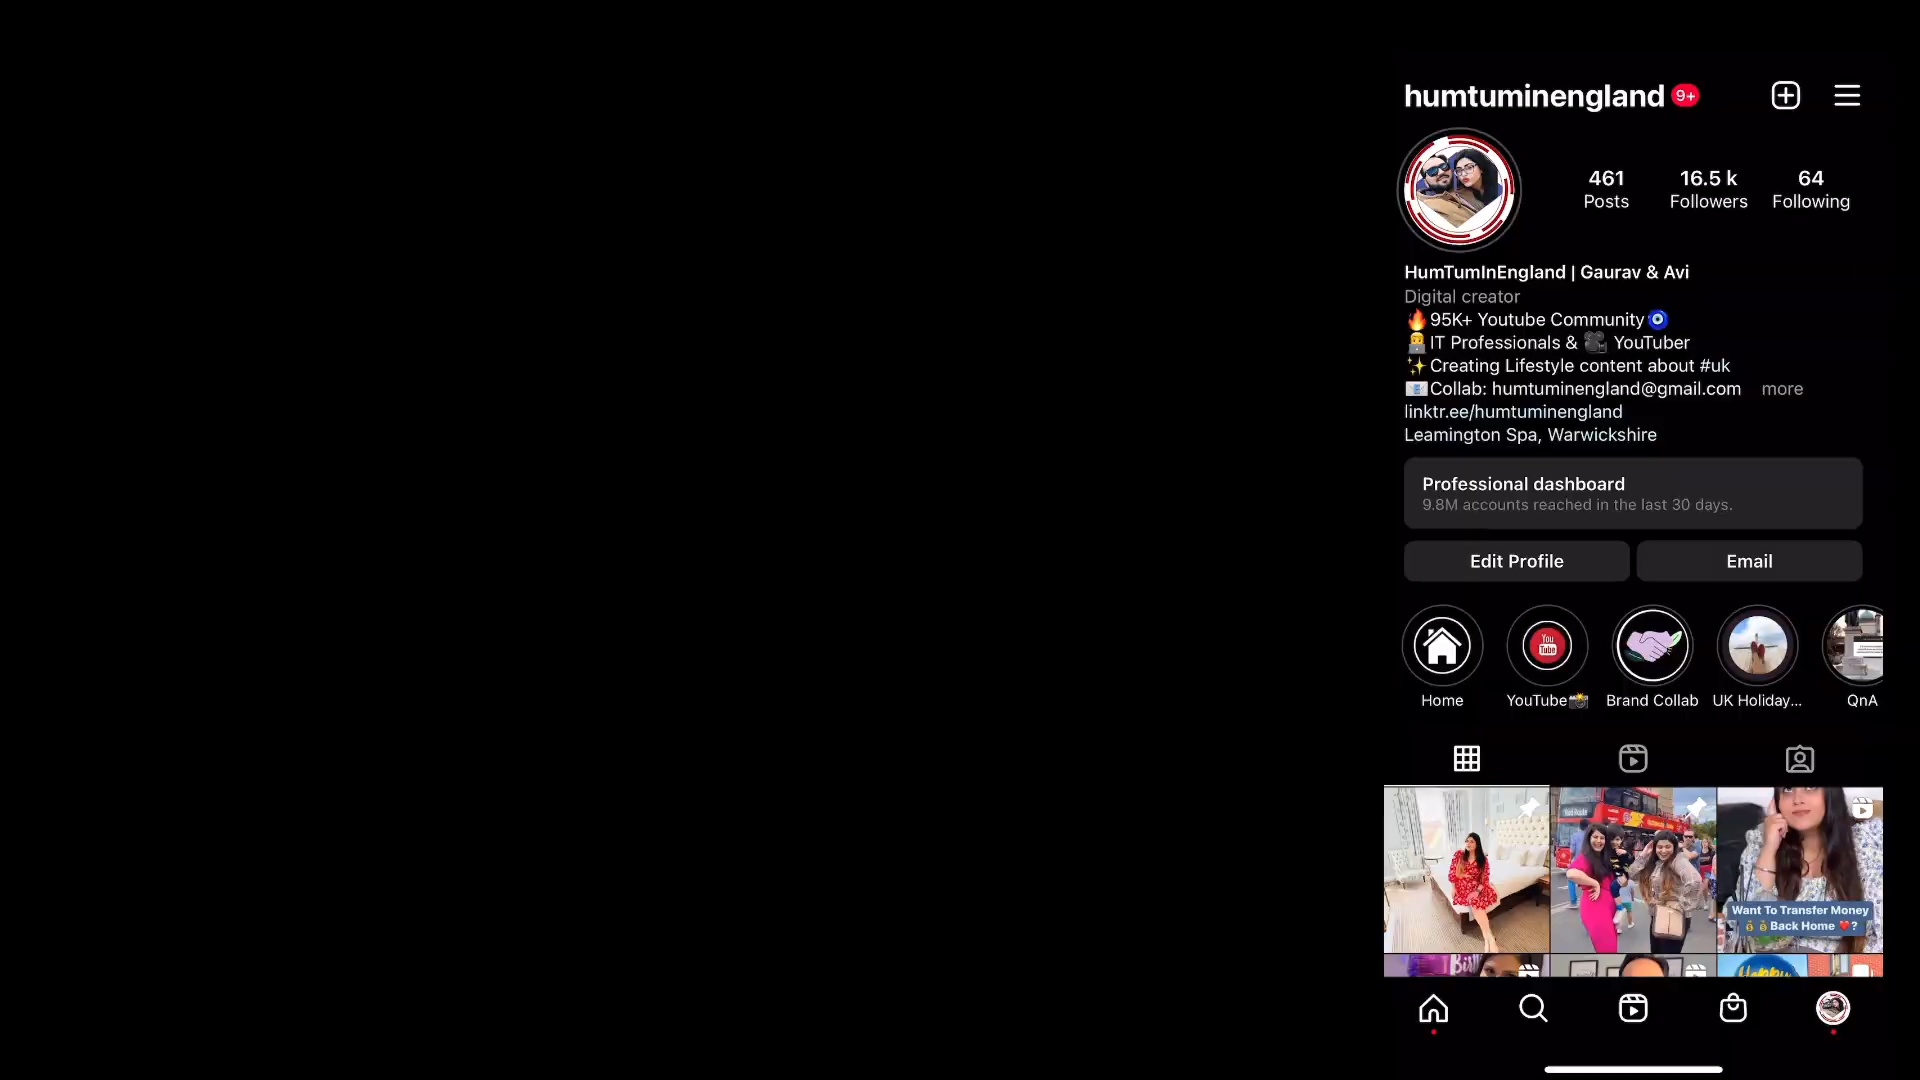 humtuminengland 9+
461
Posts
16.5 k
Followers
64
Following
HumTumInEngland | Gaurav & Avi
Digital creator
🔥95K+ Youtube Community🧿
👨‍💻IT Professionals & 🎥 YouTuber
✨Creating Lifestyle content about #uk
📧Collab: humtuminengland@gmail.com more
linktr.ee/humtuminengland
Leamington Spa, Warwickshire
Professional dashboard
9.8M accounts reached in the last 30 days.
Edit Profile
Email
You
Tube
Home
YouTube📸
Brand Collab
UK Holiday...
QnA
Want To Transfer Money
💰💰Back Home ❤️?
Happy